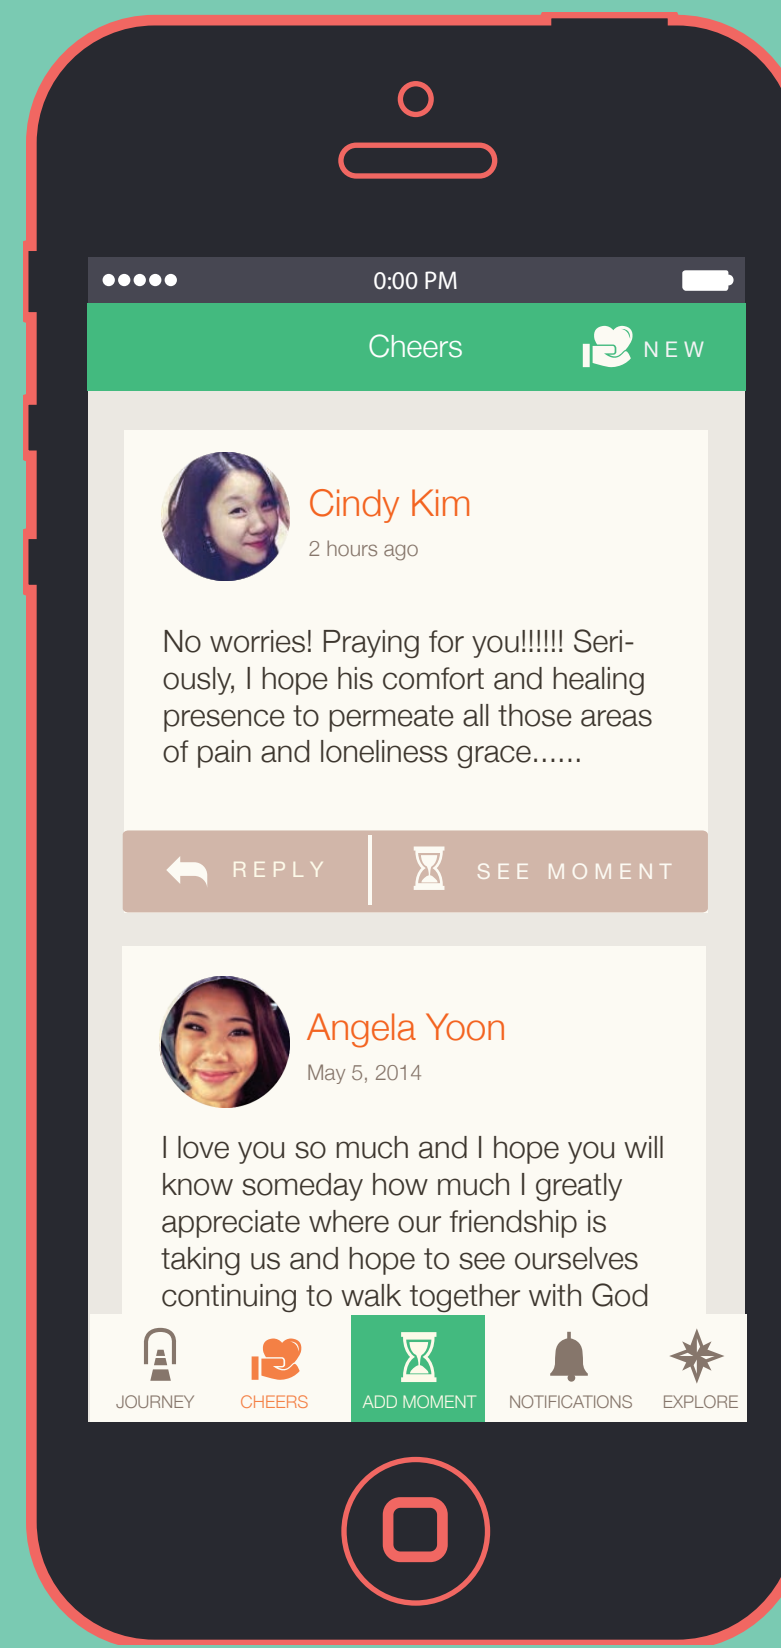 0:00 PM
Cheers
NEW
Cindy Kim
2 hours ago
No worries! Praying for you!!!!!! Seri-
ously, I hope his comfort and healing
presence to permeate all those areas
of pain and loneliness grace......
REPLY
SEE MOMENT
Angela Yoon
May 5, 2014
I love you so much and I hope you will
know someday how much I greatly
appreciate where our friendship is
taking us and hope to see ourselves
continuing to walk together with God
JOURNEY
CHEERS
ADD MOMENT
NOTIFICATIONS
EXPLORE